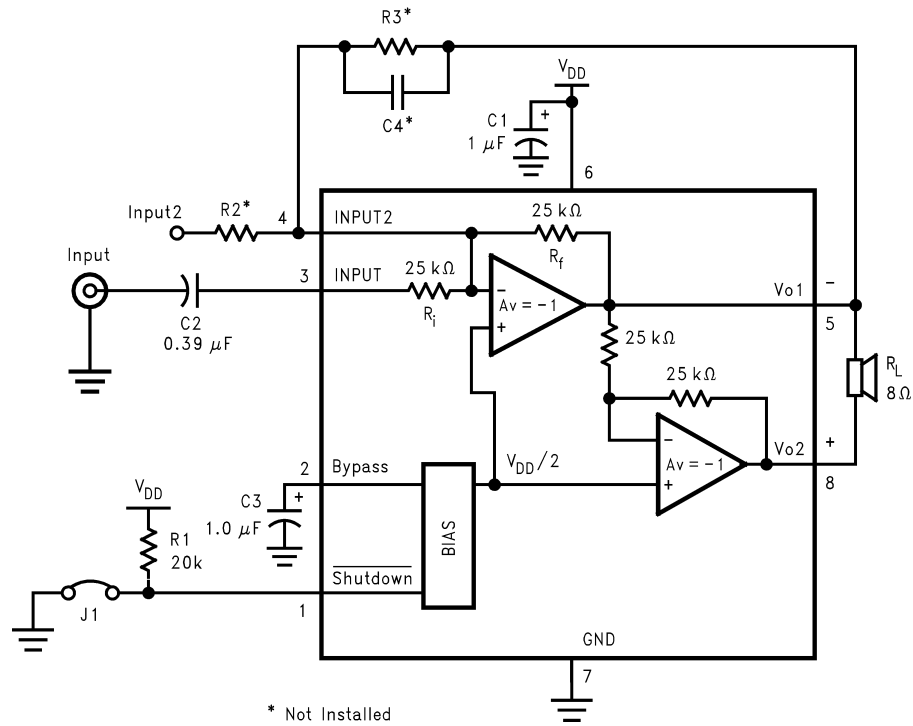 R3*
C4*
VDD
C1
+
1 μF
6
Input2
R2*
4
INPUT2
25 kΩ
Rf
Input
3
INPUT
25 kΩ
Ri
−
Av = −1
+
C2
0.39 μF
Vo1
−
5
25 kΩ
25 kΩ
RL
8Ω
−
Av = −1
+
Vo2
+
8
2
Bypass
VDD/2
C3
+
1.0 μF
BIAS
VDD
R1
20k
Shutdown
J1
1
GND
7
* Not Installed